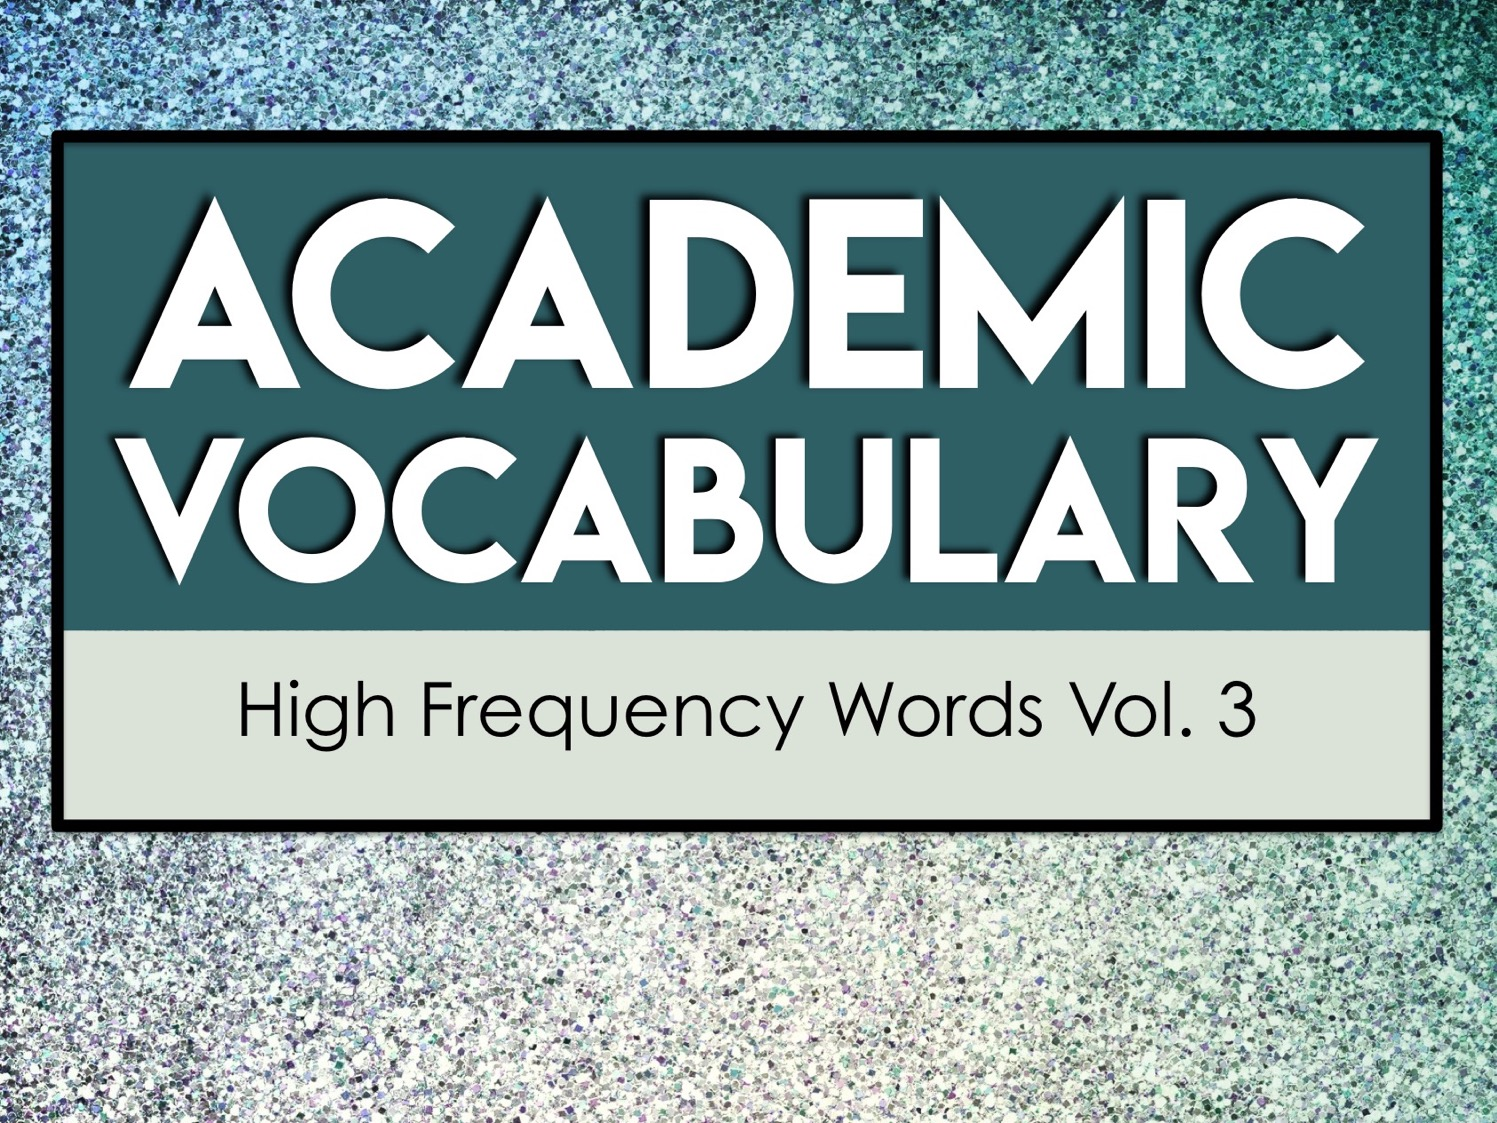 ACADEMIC
VOCABULARY
High Frequency Words Vol. 3